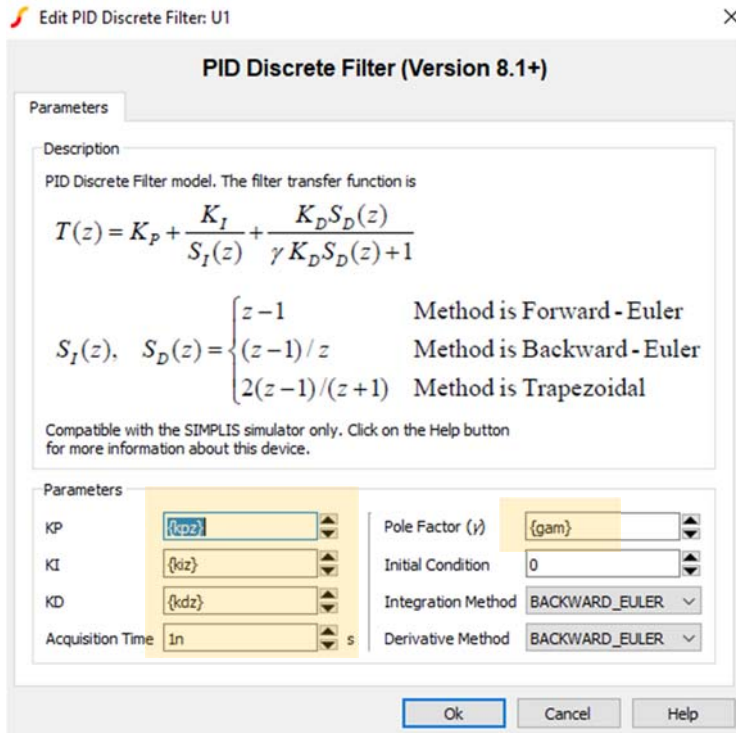 Edit PID Discrete Filter: U1
PID Discrete Filter (Version 8.1+)
Parameters
Description
PID Discrete Filter model. The filter transfer function is
T(z) = K_P + K_I / S_I(z) + K_D S_D(z) / (γ K_D S_D(z) + 1)
S_I(z), S_D(z) = { z − 1 Method is Forward - Euler
(z − 1) / z Method is Backward - Euler
2(z − 1) / (z + 1) Method is Trapezoidal
Compatible with the SIMPLIS simulator only. Click on the Help button
for more information about this device.
Parameters
KP {kpz} Pole Factor (γ) {gam}
KI {kiz} Initial Condition 0
KD {kdz} Integration Method BACKWARD_EULER
Acquisition Time 1n s Derivative Method BACKWARD_EULER
Ok Cancel Help